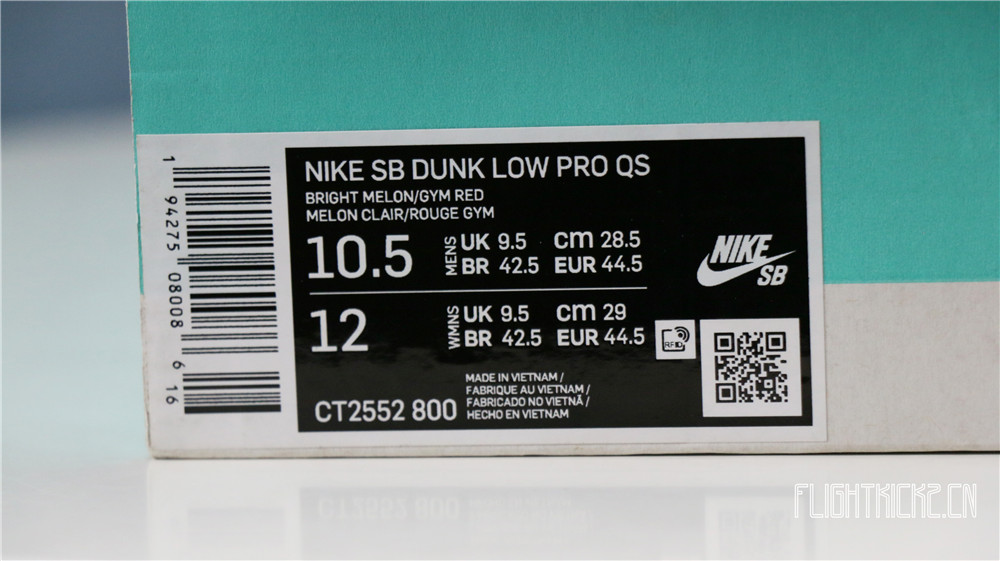 NIKE SB DUNK LOW PRO QS
BRIGHT MELON/GYM RED
MELON CLAIR/ROUGE GYM
10.5
MENS
UK 9.5 cm 28.5
BR 42.5 EUR 44.5
12
WMNS
UK 9.5 cm 29
BR 42.5 EUR 44.5
NIKE
SB
RFID
CT2552 800
MADE IN VIETNAM /
FABRIQUE AU VIETNAM /
FABRICADO NO VIETNÃ /
HECHO EN VIETNAM
1 94275 08008 6 16
FLIGHTKICKZ.CN